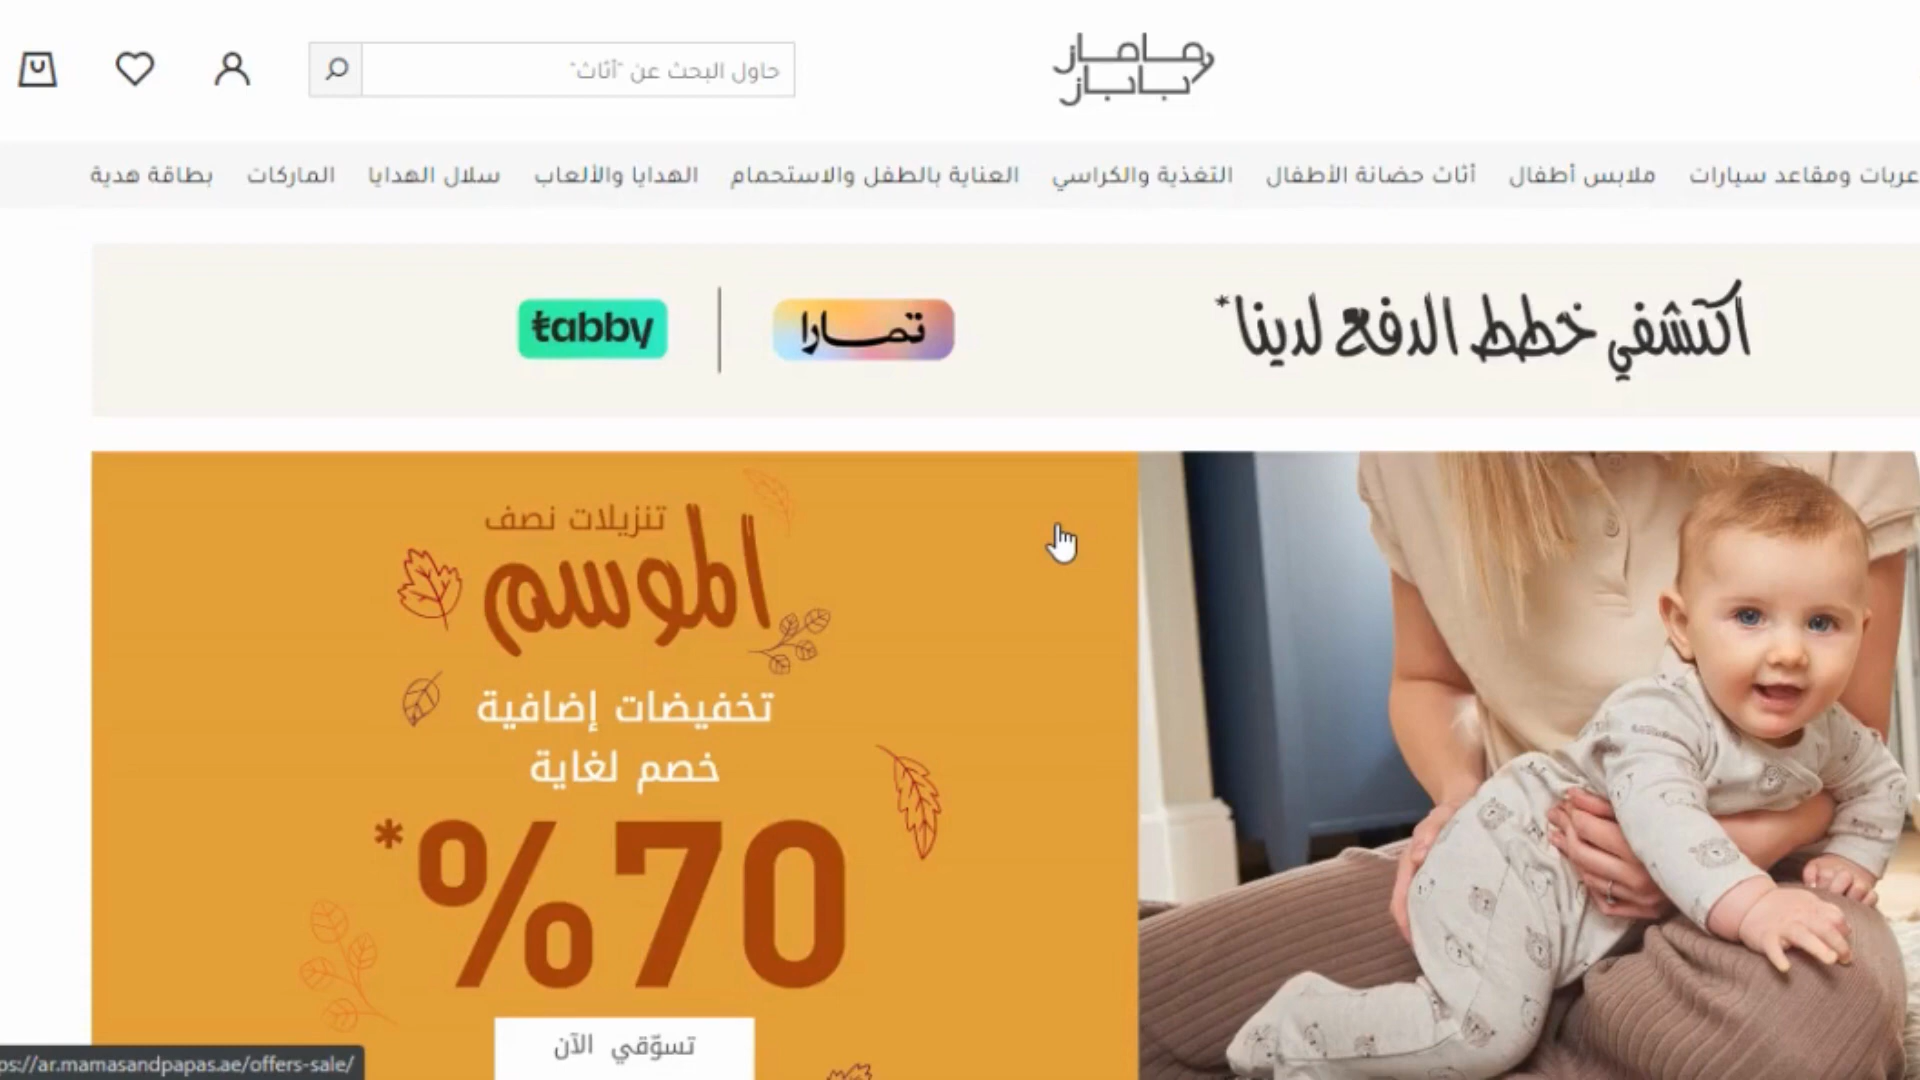 حاول البحث عن "أثاث"
ماماز
باباز
عربات ومقاعد سيارات
ملابس أطفال
أثاث حضانة الأطفال
التغذية والكراسي
العناية بالطفل والاستحمام
الهدايا والألعاب
سلال الهدايا
الماركات
بطاقة هدية
اكتشفي خطط الدفع لدينا*
تمارا
tabby
تنزيلات نصف
الموسم
تخفيضات إضافية
خصم لغاية
70%*
تسوّقي الآن
ps://ar.mamasandpapas.ae/offers-sale/